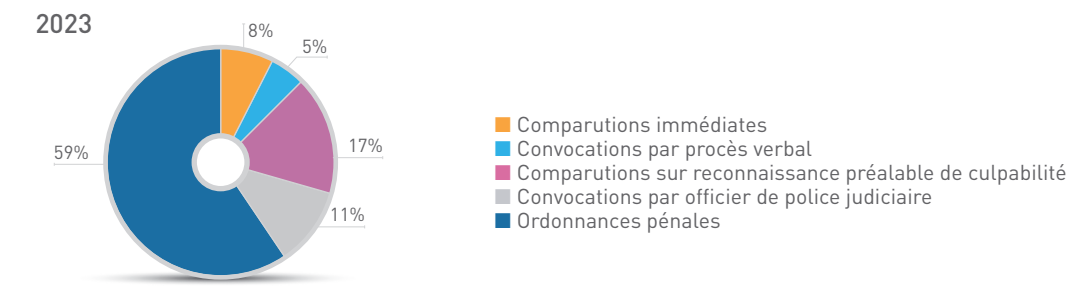 2023
8%
5%
17%
11%
59%
Comparutions immédiates
Convocations par procès verbal
Comparutions sur reconnaissance préalable de culpabilité
Convocations par officier de police judiciaire
Ordonnances pénales